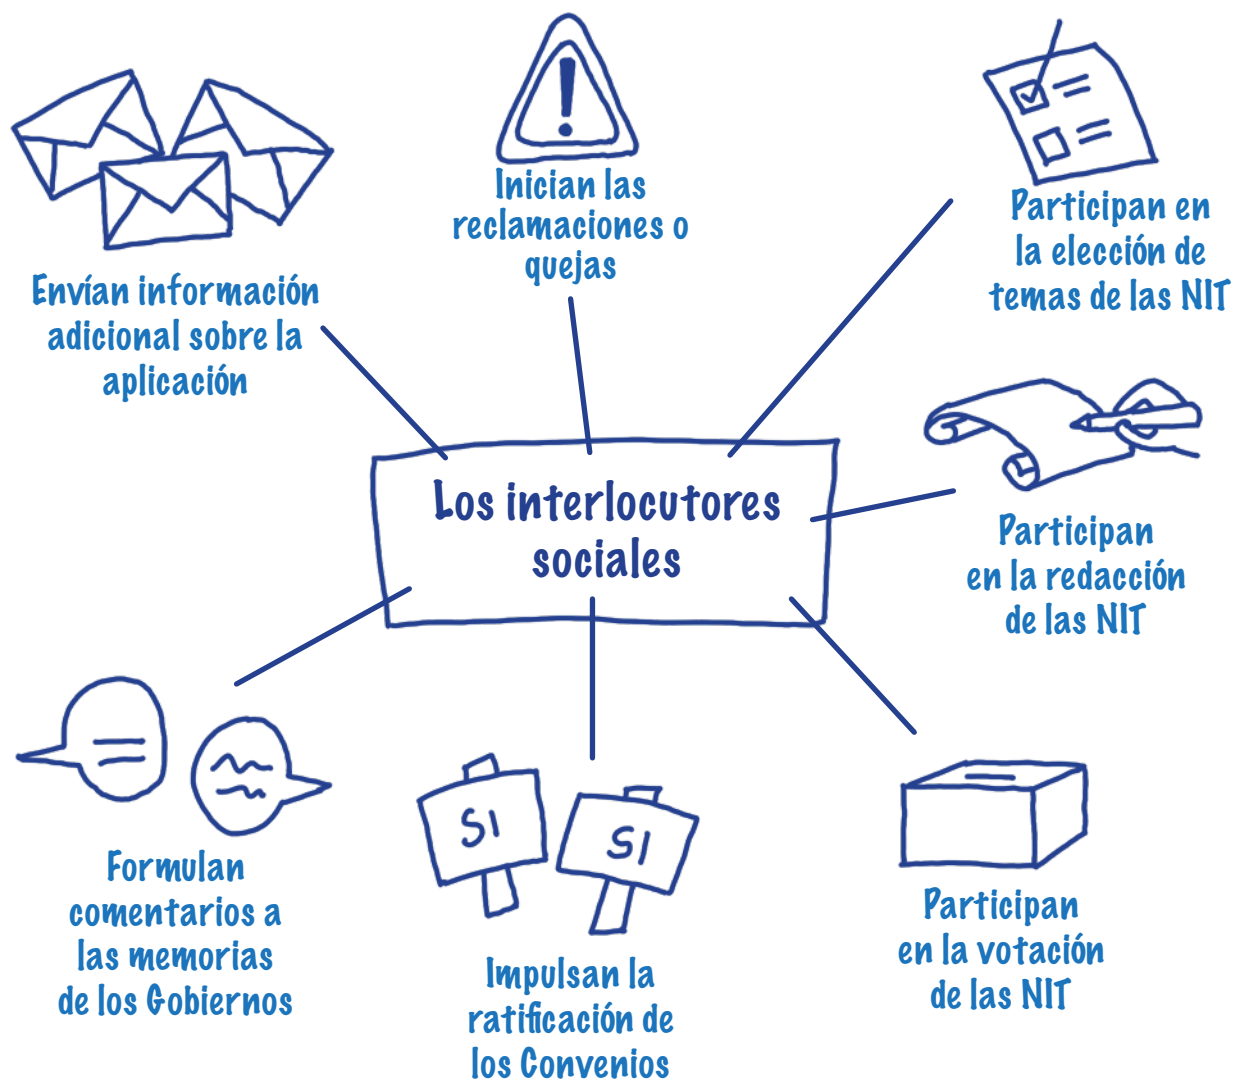 Inician las
reclamaciones o
quejas
Participan en
la elección de
temas de las NIT
Envían información
adicional sobre la
aplicación
Los interlocutores
sociales
Participan
en la redacción
de las NIT
Formulan
comentarios a
las memorias
de los Gobiernos
SI
SI
Impulsan la
ratificación de
los Convenios
Participan
en la votación
de las NIT